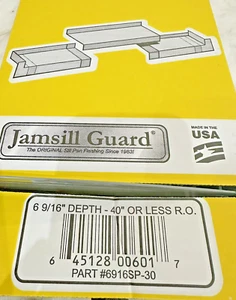 MADE IN THE
USA
Jamsill Guard®
The ORIGINAL Sill Pan Flashing Since 1983!
6 9/16" DEPTH - 40" OR LESS R.O.
6 45128 00601 7
PART #6916SP-30